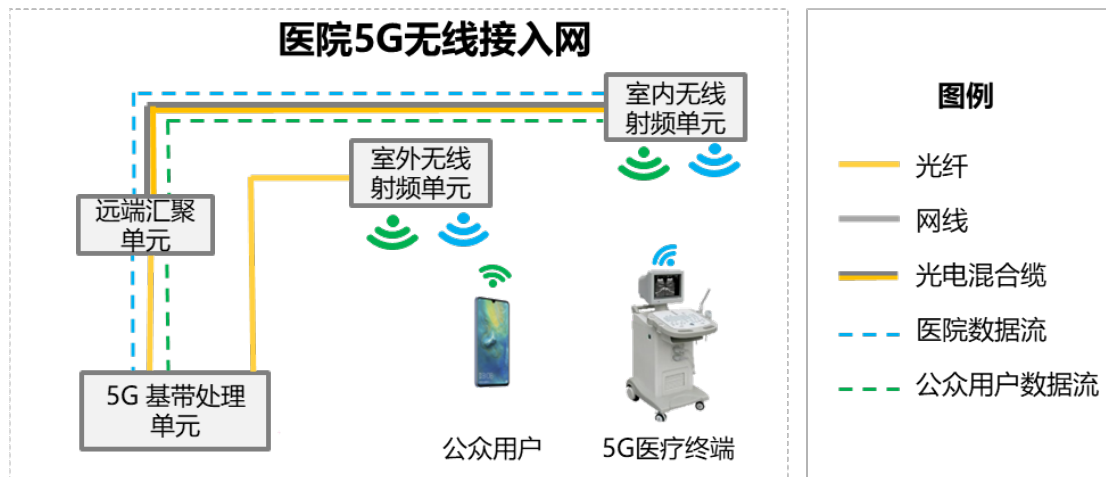 医院5G无线接入网
室内无线
射频单元
室外无线
射频单元
远端汇聚
单元
5G 基带处理
单元
公众用户
5G医疗终端
图例
光纤
网线
光电混合缆
医院数据流
公众用户数据流